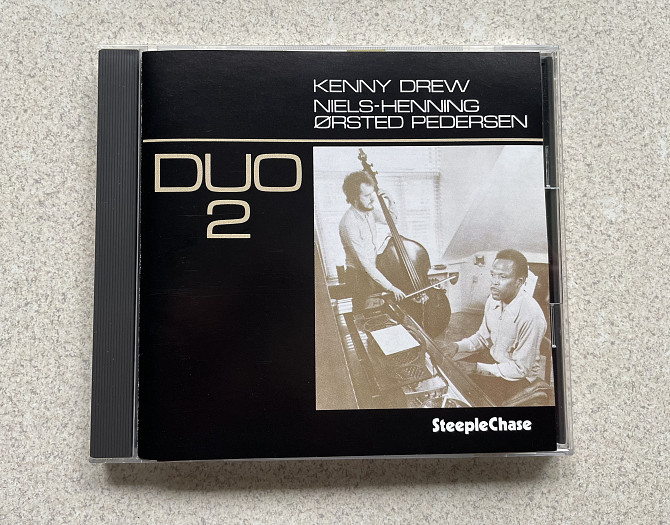 KENNY DREW
NIELS-HENNING
ØRSTED PEDERSEN
DUO
2
SteepleChase